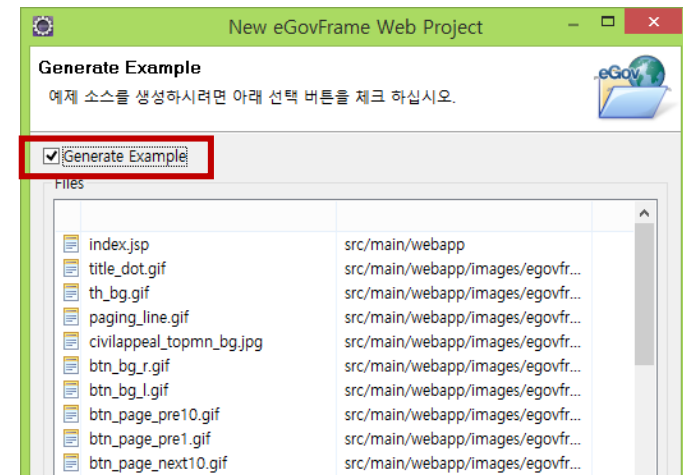 New eGovFrame Web Project
Generate Example
예제 소스를 생성하시려면 아래 선택 버튼을 체크 하십시오.
eGov
Generate Example
Files
index.jsp src/main/webapp
title_dot.gif src/main/webapp/images/egovfr...
th_bg.gif src/main/webapp/images/egovfr...
paging_line.gif src/main/webapp/images/egovfr...
civilappeal_topmn_bg.jpg src/main/webapp/images/egovfr...
btn_bg_r.gif src/main/webapp/images/egovfr...
btn_bg_l.gif src/main/webapp/images/egovfr...
btn_page_pre10.gif src/main/webapp/images/egovfr...
btn_page_pre1.gif src/main/webapp/images/egovfr...
btn_page_next10.gif src/main/webapp/images/egovfr...